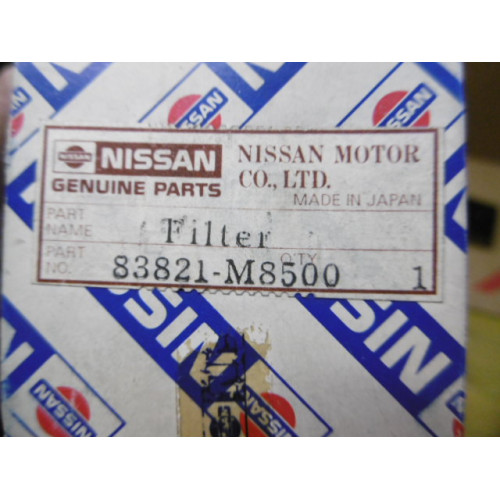 NISSAN
NISSAN
NISSAN
NISSAN NISSAN MOTOR
GENUINE PARTS CO., LTD.
MADE IN JAPAN
PART
NAME Filter
PART Q'TY
NO. 83821-M8500 1
NISSAN
NISSAN